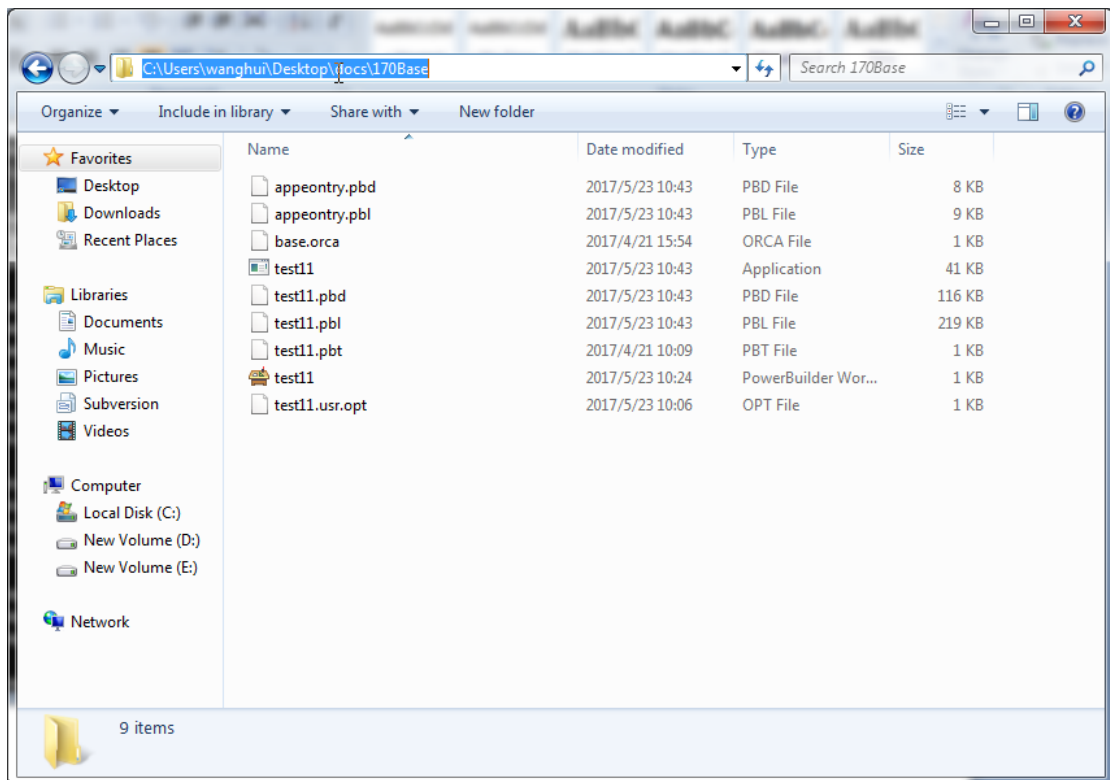 C:\Users\wanghui\Desktop\docs\170Base
Search 170Base
Organize Include in library Share with New folder
Favorites
Desktop
Downloads
Recent Places
Libraries
Documents
Music
Pictures
Subversion
Videos
Computer
Local Disk (C:)
New Volume (D:)
New Volume (E:)
Network
Name Date modified Type Size
appeontry.pbd 2017/5/23 10:43 PBD File 8 KB
appeontry.pbl 2017/5/23 10:43 PBL File 9 KB
base.orca 2017/4/21 15:54 ORCA File 1 KB
test11 2017/5/23 10:43 Application 41 KB
test11.pbd 2017/5/23 10:43 PBD File 116 KB
test11.pbl 2017/5/23 10:43 PBL File 219 KB
test11.pbt 2017/4/21 10:09 PBT File 1 KB
test11 2017/5/23 10:24 PowerBuilder Wor... 1 KB
test11.usr.opt 2017/5/23 10:06 OPT File 1 KB
9 items